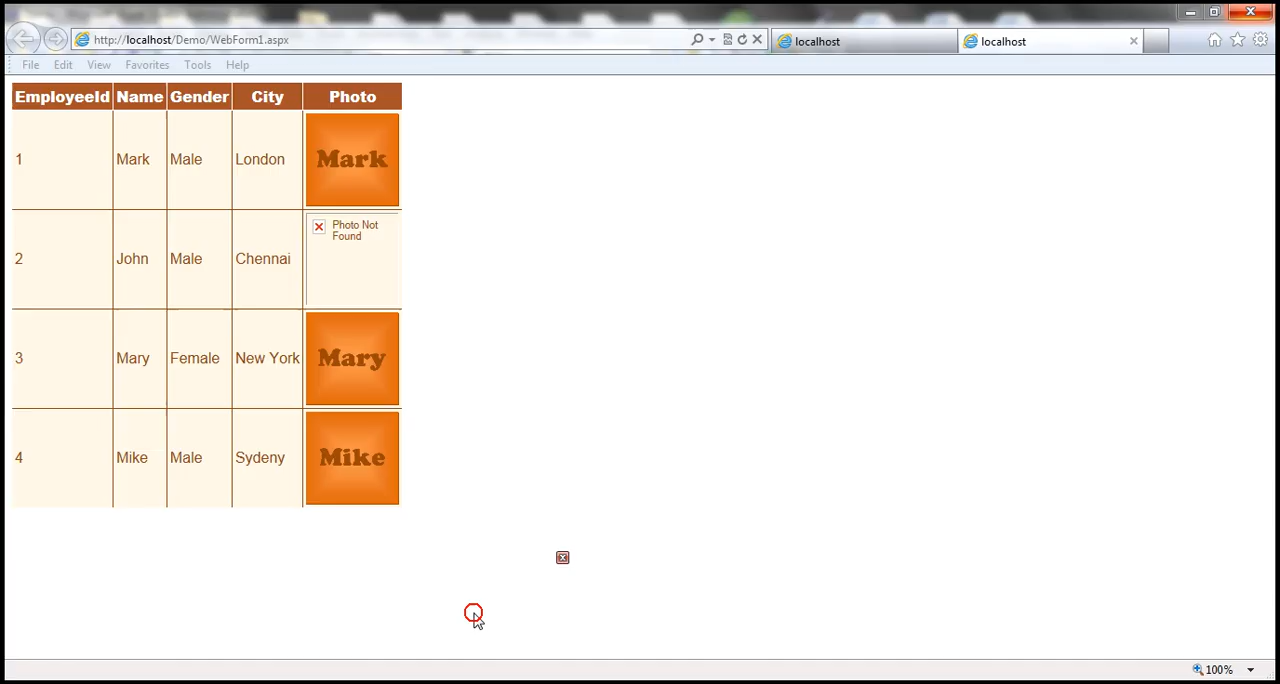 http://localhost/Demo/WebForm1.aspx
localhost
localhost
File Edit View Favorites Tools Help
EmployeeId Name Gender City Photo
1 Mark Male London Mark
Photo Not
Found
2 John Male Chennai
3 Mary Female New York Mary
4 Mike Male Sydeny Mike
100%